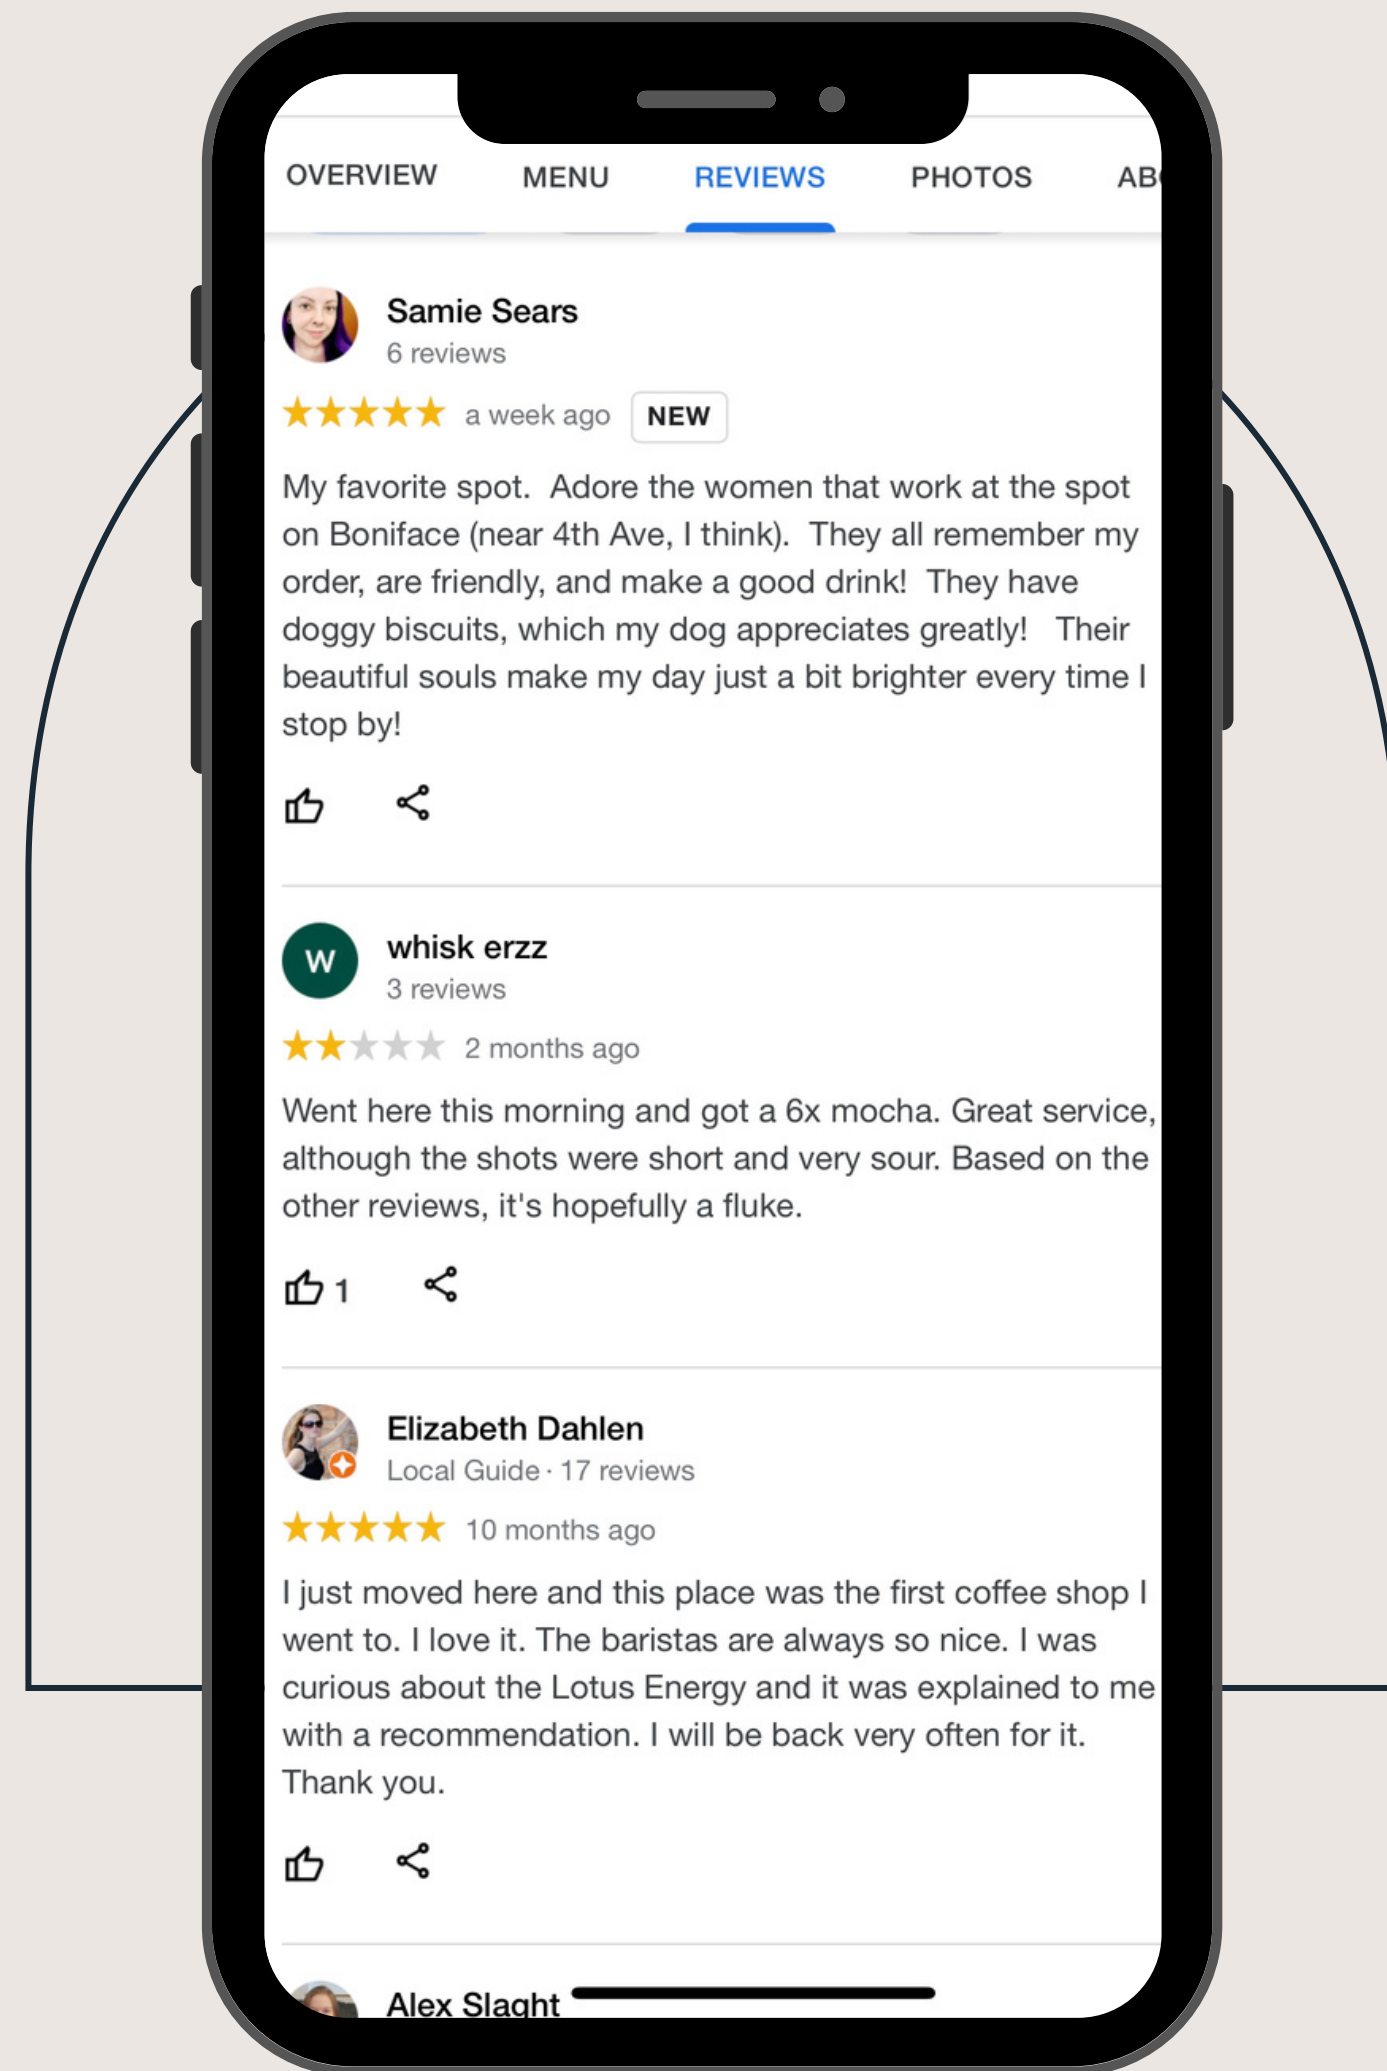 OVERVIEW MENU REVIEWS PHOTOS
Samie Sears
6 reviews
a week ago NEW
My favorite spot.  Adore the women that work at the spot
on Boniface (near 4th Ave, I think).  They all remember my
order, are friendly, and make a good drink!  They have
doggy biscuits, which my dog appreciates greatly!   Their
beautiful souls make my day just a bit brighter every time I
stop by!
W
whisk erzz
3 reviews
2 months ago
Went here this morning and got a 6x mocha. Great service,
although the shots were short and very sour. Based on the
other reviews, it's hopefully a fluke.
1
Elizabeth Dahlen
Local Guide · 17 reviews
10 months ago
I just moved here and this place was the first coffee shop I
went to. I love it. The baristas are always so nice. I was
curious about the Lotus Energy and it was explained to me
with a recommendation. I will be back very often for it.
Thank you.
Alex Slaght